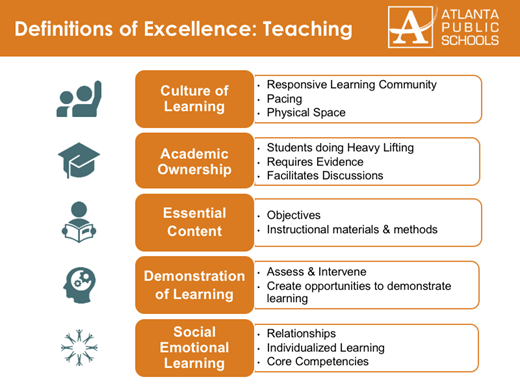 Definitions of Excellence: Teaching
ATLANTA
PUBLIC
SCHOOLS
Culture of
Learning
· Responsive Learning Community
· Pacing
· Physical Space
Academic
Ownership
· Students doing Heavy Lifting
· Requires Evidence
· Facilitates Discussions
Essential
Content
· Objectives
· Instructional materials & methods
Demonstration
of Learning
· Assess & Intervene
· Create opportunities to demonstrate
learning
Social
Emotional
Learning
· Relationships
· Individualized Learning
· Core Competencies